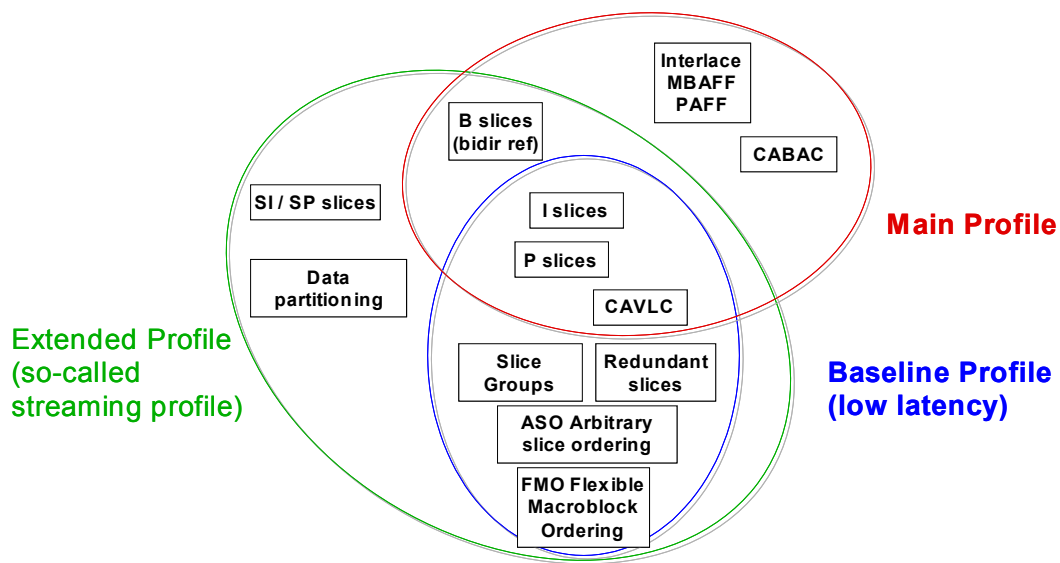 Interlace
MBAFF
PAFF
B slices
(bidir ref)
CABAC
SI / SP slices
I slices
Main Profile
P slices
Data
partitioning
CAVLC
Extended Profile
(so-called
streaming profile)
Slice
Groups
Redundant
slices
Baseline Profile
(low latency)
ASO Arbitrary
slice ordering
FMO Flexible
Macroblock
Ordering